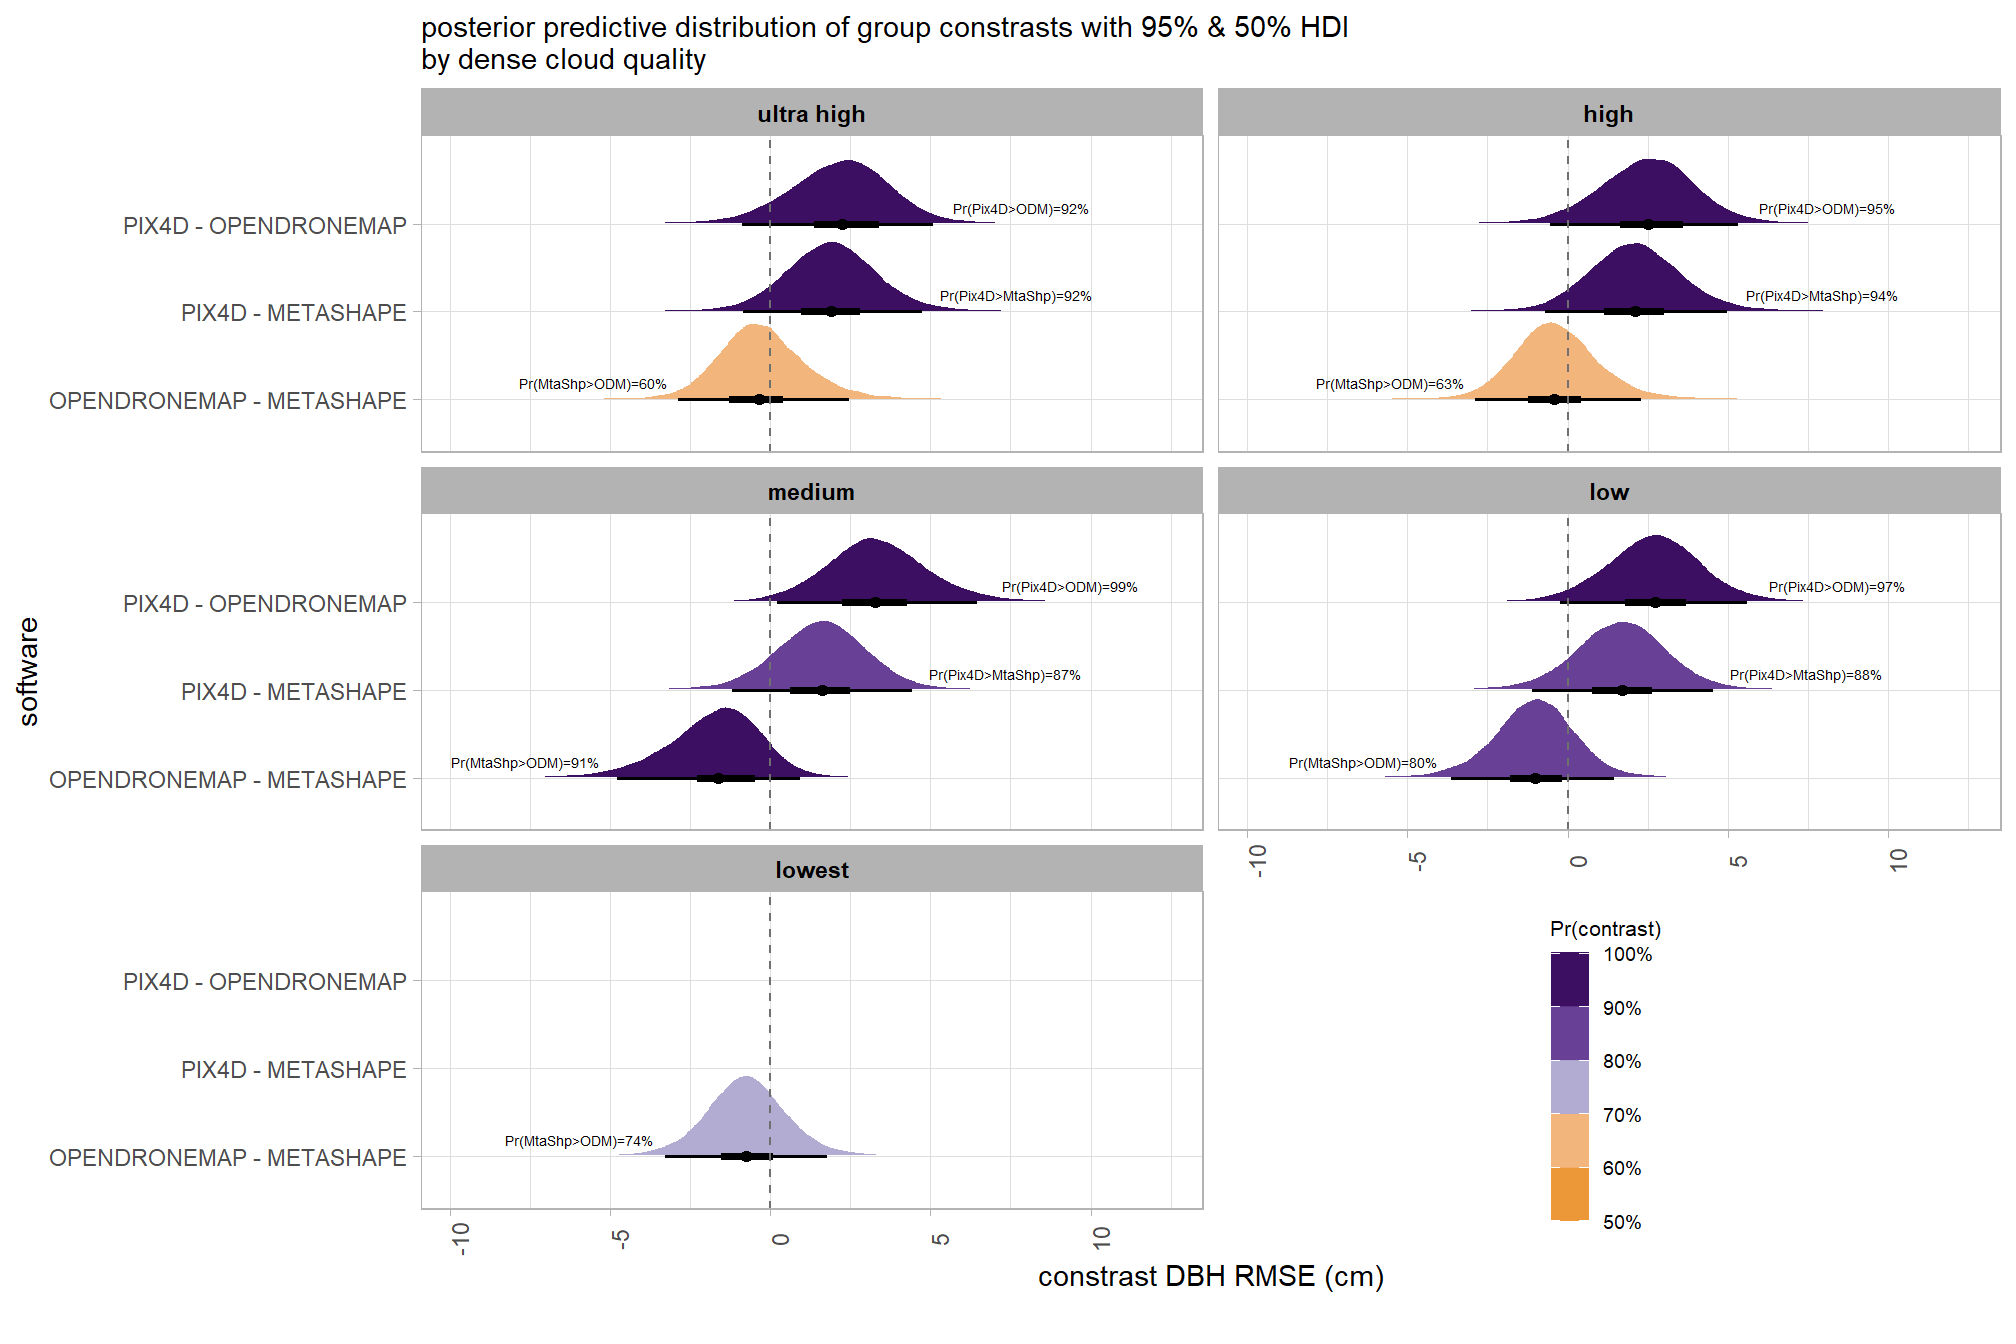 posterior predictive distribution of group constrasts with 95% & 50% HDI
by dense cloud quality
ultra high
high
PIX4D - OPENDRONEMAP
Pr(Pix4D>ODM)=92%
Pr(Pix4D>ODM)=95%
PIX4D - METASHAPE
Pr(Pix4D>MtaShp)=92%
Pr(Pix4D>MtaShp)=94%
OPENDRONEMAP - METASHAPE
Pr(MtaShp>ODM)=60%
Pr(MtaShp>ODM)=63%
medium
low
PIX4D - OPENDRONEMAP
Pr(Pix4D>ODM)=99%
Pr(Pix4D>ODM)=97%
PIX4D - METASHAPE
Pr(Pix4D>MtaShp)=87%
Pr(Pix4D>MtaShp)=88%
OPENDRONEMAP - METASHAPE
Pr(MtaShp>ODM)=91%
Pr(MtaShp>ODM)=80%
software
-10
-5
0
5
10
lowest
PIX4D - OPENDRONEMAP
PIX4D - METASHAPE
OPENDRONEMAP - METASHAPE
Pr(MtaShp>ODM)=74%
-10
-5
0
5
10
constrast DBH RMSE (cm)
Pr(contrast)
100%
90%
80%
70%
60%
50%